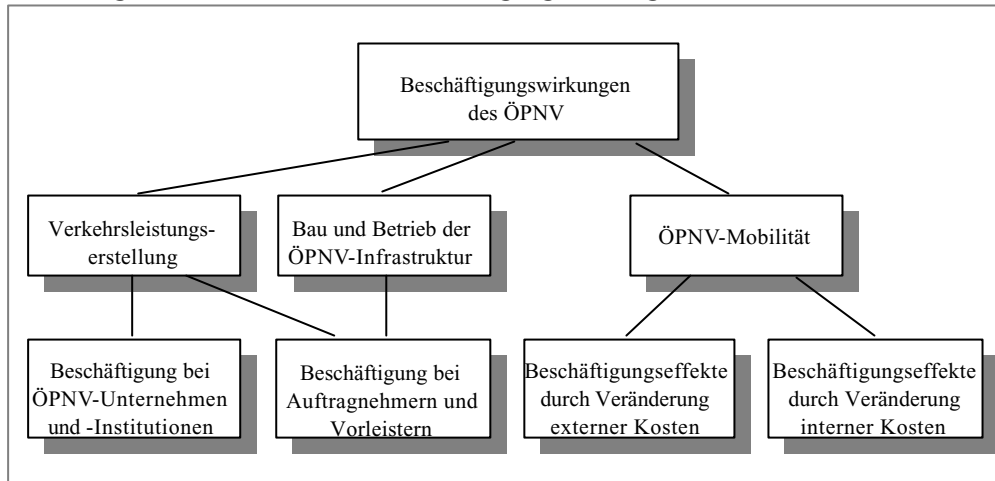 Beschäftigungswirkungen
des ÖPNV
Verkehrsleistungs-
erstellung
Bau und Betrieb der
ÖPNV-Infrastruktur
ÖPNV-Mobilität
Beschäftigung bei
ÖPNV-Unternehmen
und -Institutionen
Beschäftigung bei
Auftragnehmern und
Vorleistern
Beschäftigungseffekte
durch Veränderung
externer Kosten
Beschäftigungseffekte
durch Veränderung
interner Kosten